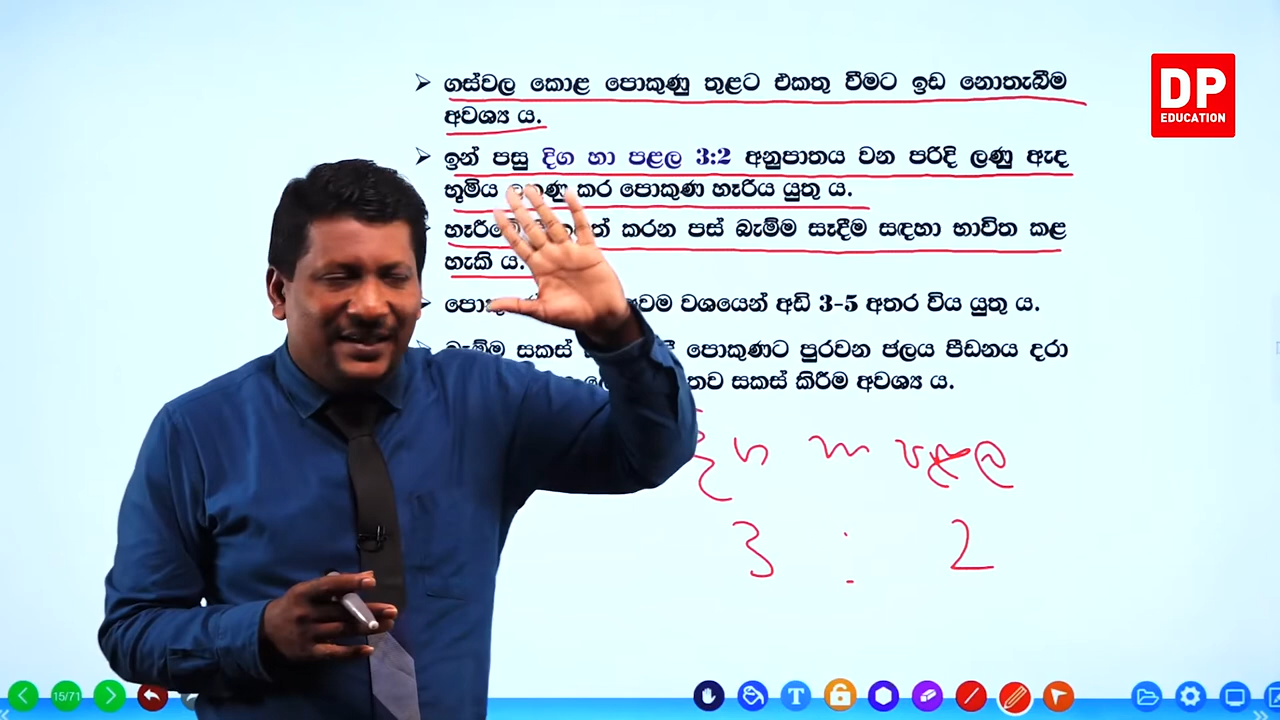 ➢ ගස්වල කොළ පොකුණු තුළට එකතු වීමට ඉඩ නොතැබීම
අවශ්‍ය ය.
➢ ඉන් පසු දිග හා පළල 3:2 අනුපාතය වන පරිදි ලණු ඇද
භූමිය කර පොකුණ හෑරිය යුතු ය.
කරන පස් බැම්ම සෑදීම සඳහා භාවිත කළ
හැකි ය.
අවම වශයෙන් අඩි 3-5 අතර විය යුතු ය.
බැම්ම සකස් පොකුණට පුරවන ජලය පීඩනය දරා
සකස් කිරීම අවශ්‍ය ය.
දිග හා පළල
3 : 2
DP
EDUCATION
15/71
T